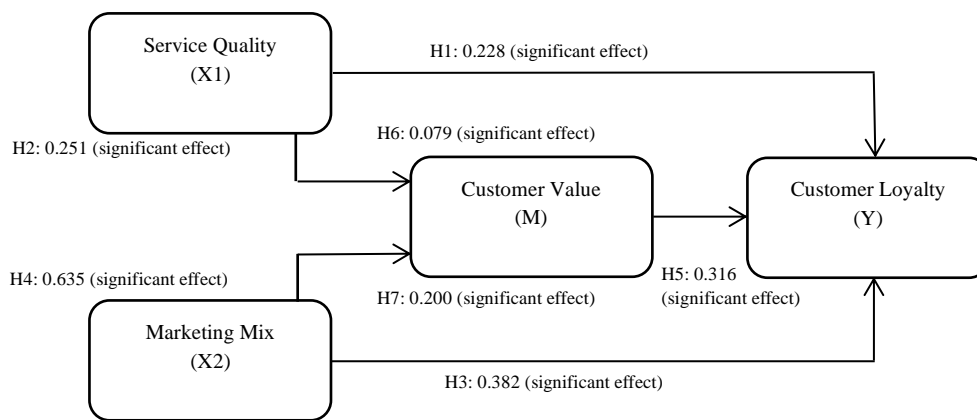 Service Quality
(X1)
H1: 0.228 (significant effect)
H2: 0.251 (significant effect)
H6: 0.079 (significant effect)
Customer Value
(M)
Customer Loyalty
(Y)
H4: 0.635 (significant effect)
H7: 0.200 (significant effect)
H5: 0.316
(significant effect)
Marketing Mix
(X2)
H3: 0.382 (significant effect)